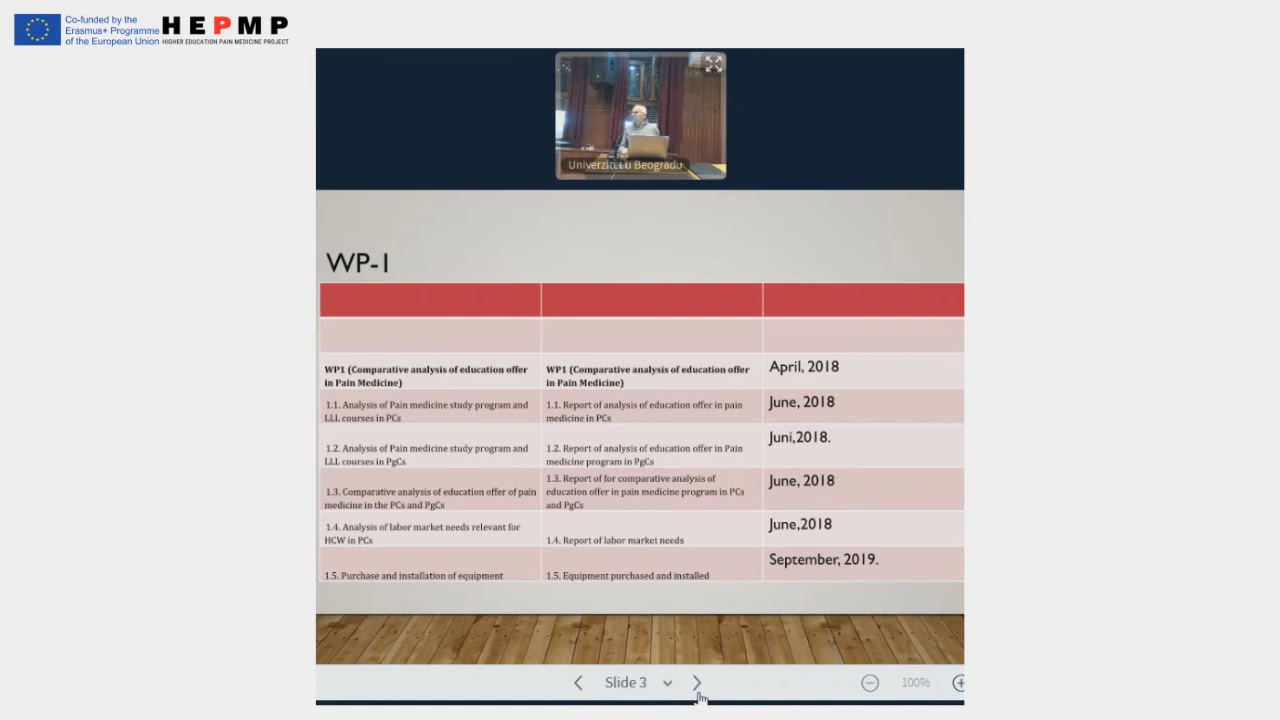 Co-funded by the
Erasmus+ Programme
of the European Union
HEPMP
HIGHER EDUCATION PAIN MEDICINE PROJECT
Univerzitet u Beogradu
WP-1
WP1 (Comparative analysis of education offer
in Pain Medicine)
WP1 (Comparative analysis of education offer
in Pain Medicine)
April, 2018
1.1. Analysis of Pain medicine study program and
LLL courses in PCs
1.1. Report of analysis of education offer in pain
medicine in PCs
June, 2018
1.2. Analysis of Pain medicine study program and
LLL courses in PgCs
1.2. Report of analysis of education offer in Pain
medicine program in PgCs
Juni,2018.
1.3. Comparative analysis of education offer of pain
medicine in the PCs and PgCs
1.3. Report of for comparative analysis of
education offer in pain medicine program in PCs
and PgCs
June, 2018
1.4. Analysis of labor market needs relevant for
HCW in PCs
1.4. Report of labor market needs
June,2018
1.5. Purchase and installation of equipment
1.5. Equipment purchased and installed
September, 2019.
Slide 3
100%